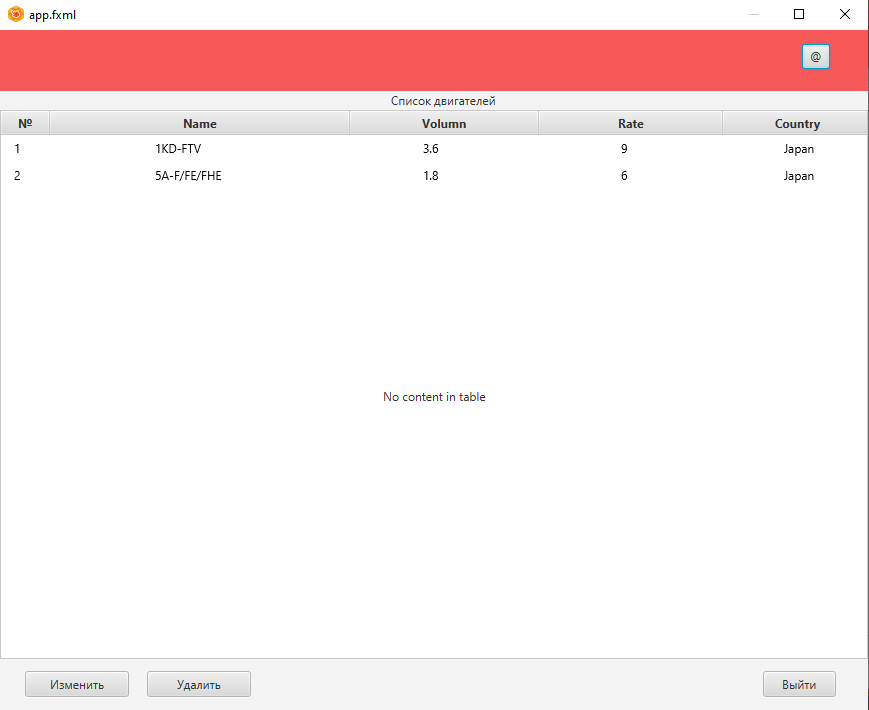 app.fxml
@
Список двигателей
№ Name Volumn Rate Country
1 1KD-FTV 3.6 9 Japan
2 5A-F/FE/FHE 1.8 6 Japan
No content in table
Изменить Удалить Выйти